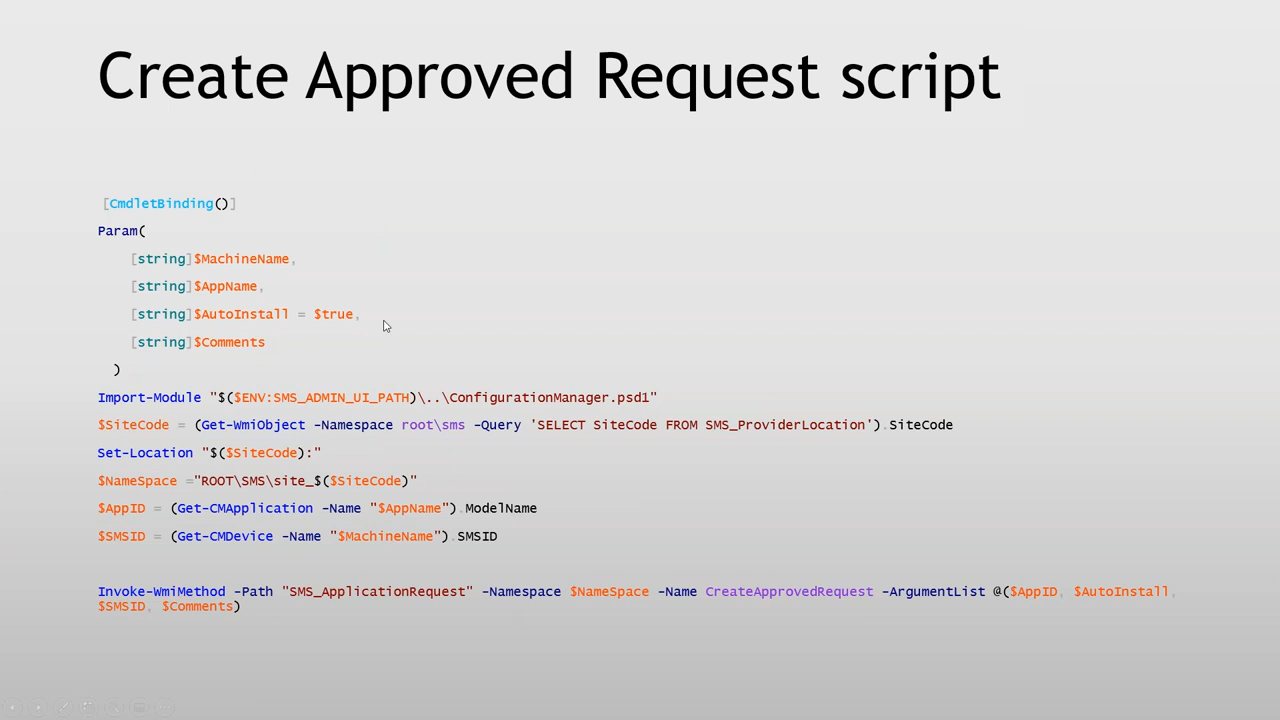 Create Approved Request script
[CmdletBinding()]
Param(
[string]$MachineName,
[string]$AppName,
[string]$AutoInstall = $true,
[string]$Comments
)
Import-Module "$($ENV:SMS_ADMIN_UI_PATH)\..\ConfigurationManager.psd1"
$SiteCode = (Get-WmiObject -Namespace root\sms -Query 'SELECT SiteCode FROM SMS_ProviderLocation').SiteCode
Set-Location "$($SiteCode):"
$NameSpace ="ROOT\SMS\site_$($SiteCode)"
$AppID = (Get-CMApplication -Name "$AppName").ModelName
$SMSID = (Get-CMDevice -Name "$MachineName").SMSID
Invoke-WmiMethod -Path "SMS_ApplicationRequest" -Namespace $NameSpace -Name CreateApprovedRequest -ArgumentList @($AppID, $AutoInstall,
$SMSID, $Comments)